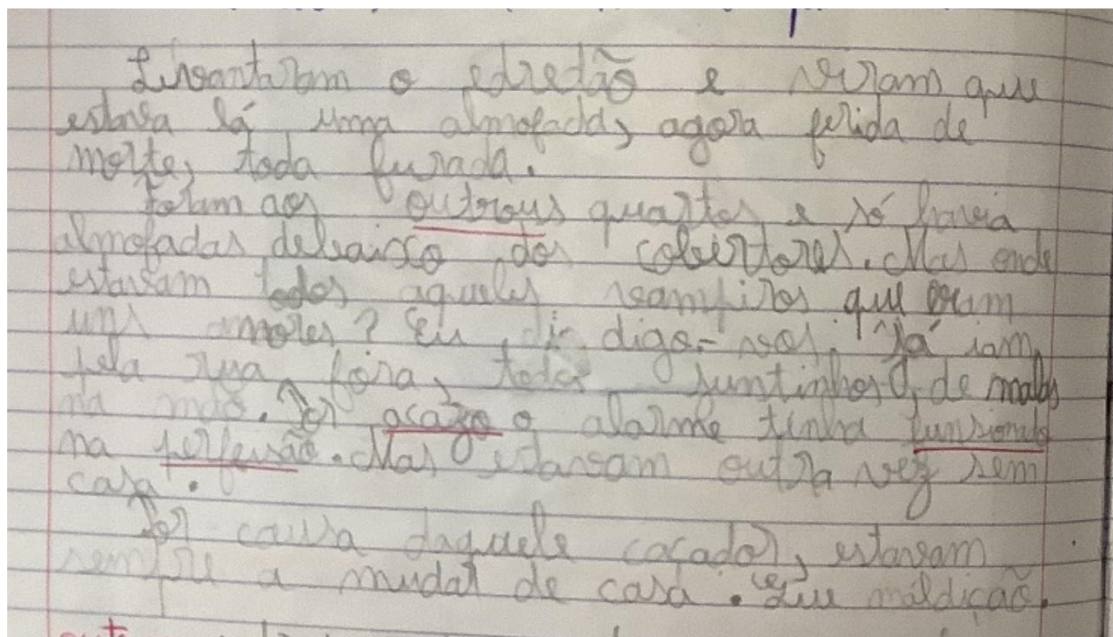 Levantaram o edredão e viram que
estava lá uma almofada, agora ferida de
morte, toda furada.
Foram aos outrous quartos e só havia
almofadas debaixo dos cobertores. Mas onde
estavam todos aqueles vampiros que eram
uns amores? Eu digo-vos. Já iam
pela rua fora, todos juntinhos, de malas
na mão. Por acazo o alarme tinha funsionado
na perfeisão. Mas estavam outra vez sem
casa.
Por causa daquele caçador, estavam
sempre a mudar de casa. Que maldição.